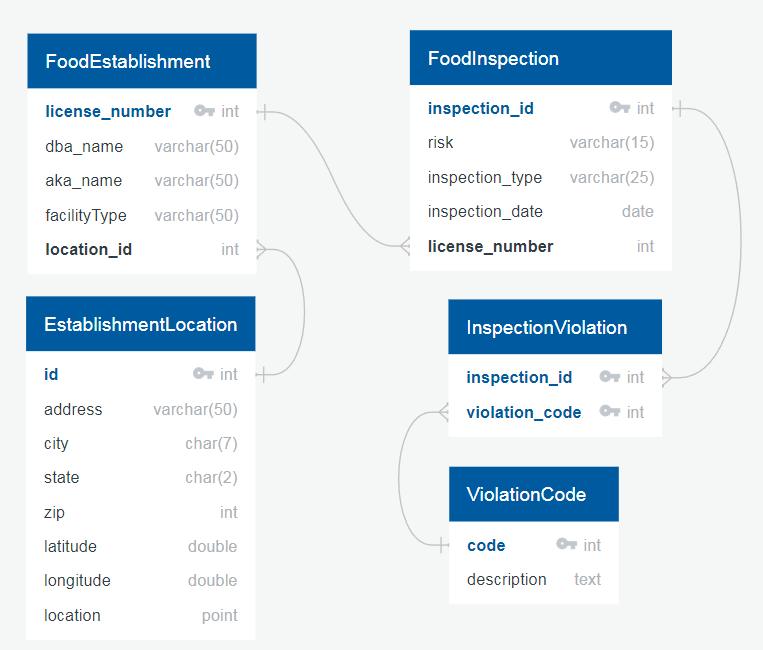 FoodEstablishment
license_number int
dba_name varchar(50)
aka_name varchar(50)
facilityType varchar(50)
location_id int
EstablishmentLocation
id int
address varchar(50)
city char(7)
state char(2)
zip int
latitude double
longitude double
location point
FoodInspection
inspection_id int
risk varchar(15)
inspection_type varchar(25)
inspection_date date
license_number int
InspectionViolation
inspection_id int
violation_code int
ViolationCode
code int
description text